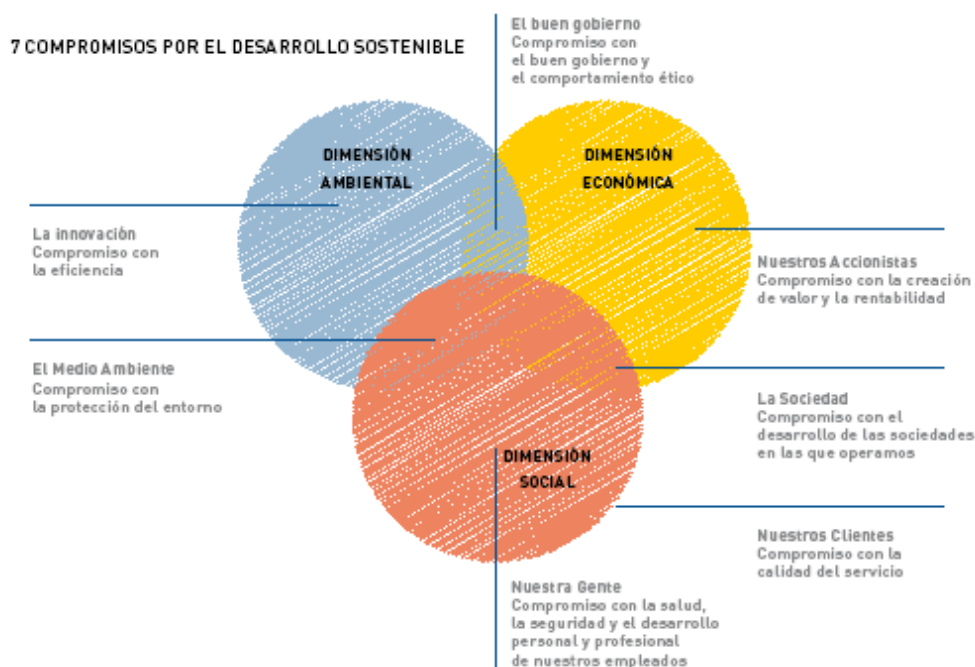 7 COMPROMISOS POR EL DESARROLLO SOSTENIBLE
El buen gobierno
Compromiso con
el buen gobierno y
el comportamiento ético
DIMENSIÓN
AMBIENTAL
DIMENSIÓN
ECONÓMICA
La innovación
Compromiso con
la eficiencia
Nuestros Accionistas
Compromiso con la creación
de valor y la rentabilidad
El Medio Ambiente
Compromiso con
la protección del entorno
La Sociedad
Compromiso con el
desarrollo de las sociedades
en las que operamos
DIMENSIÓN
SOCIAL
Nuestros Clientes
Compromiso con la
calidad del servicio
Nuestra Gente
Compromiso con la salud,
la seguridad y el desarrollo
personal y profesional
de nuestros empleados